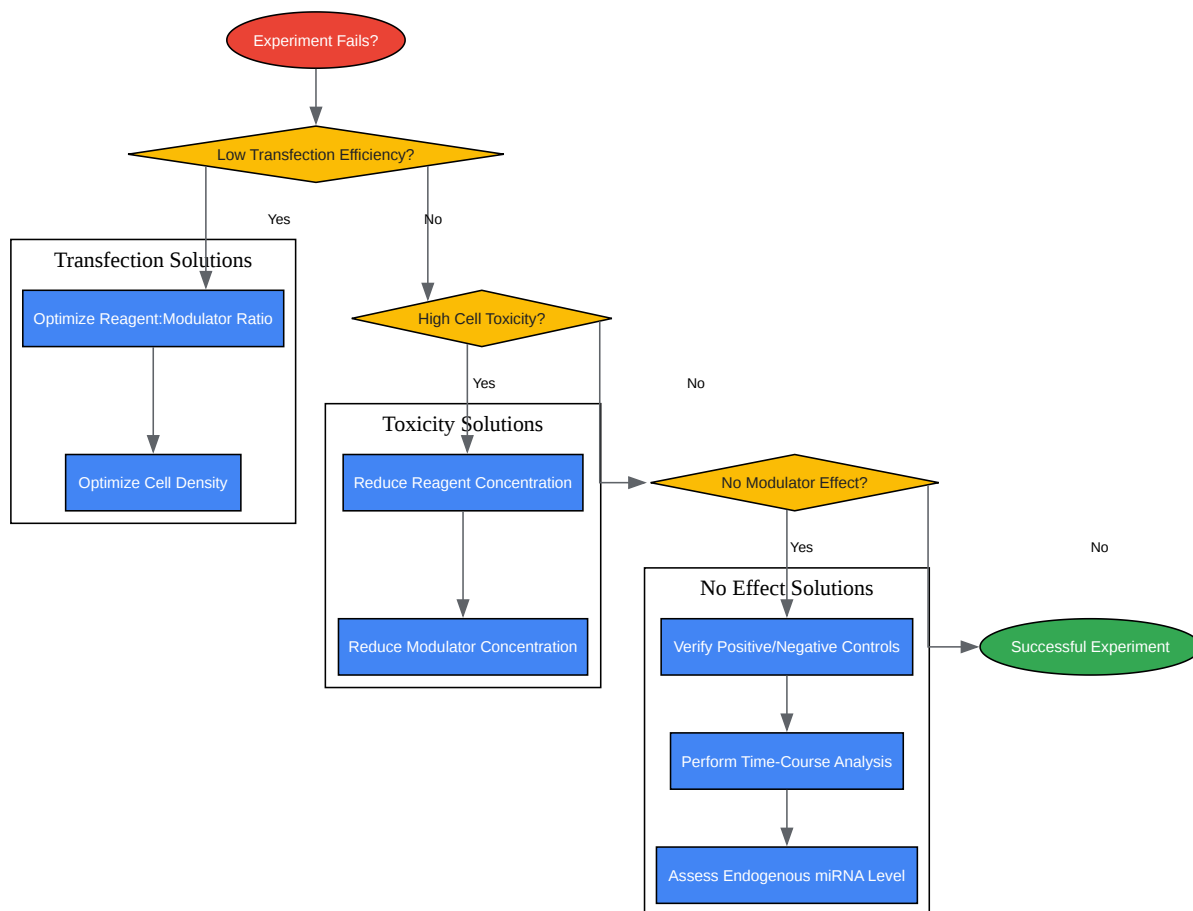 Experiment Fails?
Low Transfection Efficiency?
Yes
No
Transfection Solutions
Optimize Reagent:Modulator Ratio
High Cell Toxicity?
Yes
No
Toxicity Solutions
Optimize Cell Density
Reduce Reagent Concentration
No Modulator Effect?
Yes
No
No Effect Solutions
Reduce Modulator Concentration
Verify Positive/Negative Controls
Successful Experiment
Perform Time-Course Analysis
Assess Endogenous miRNA Level